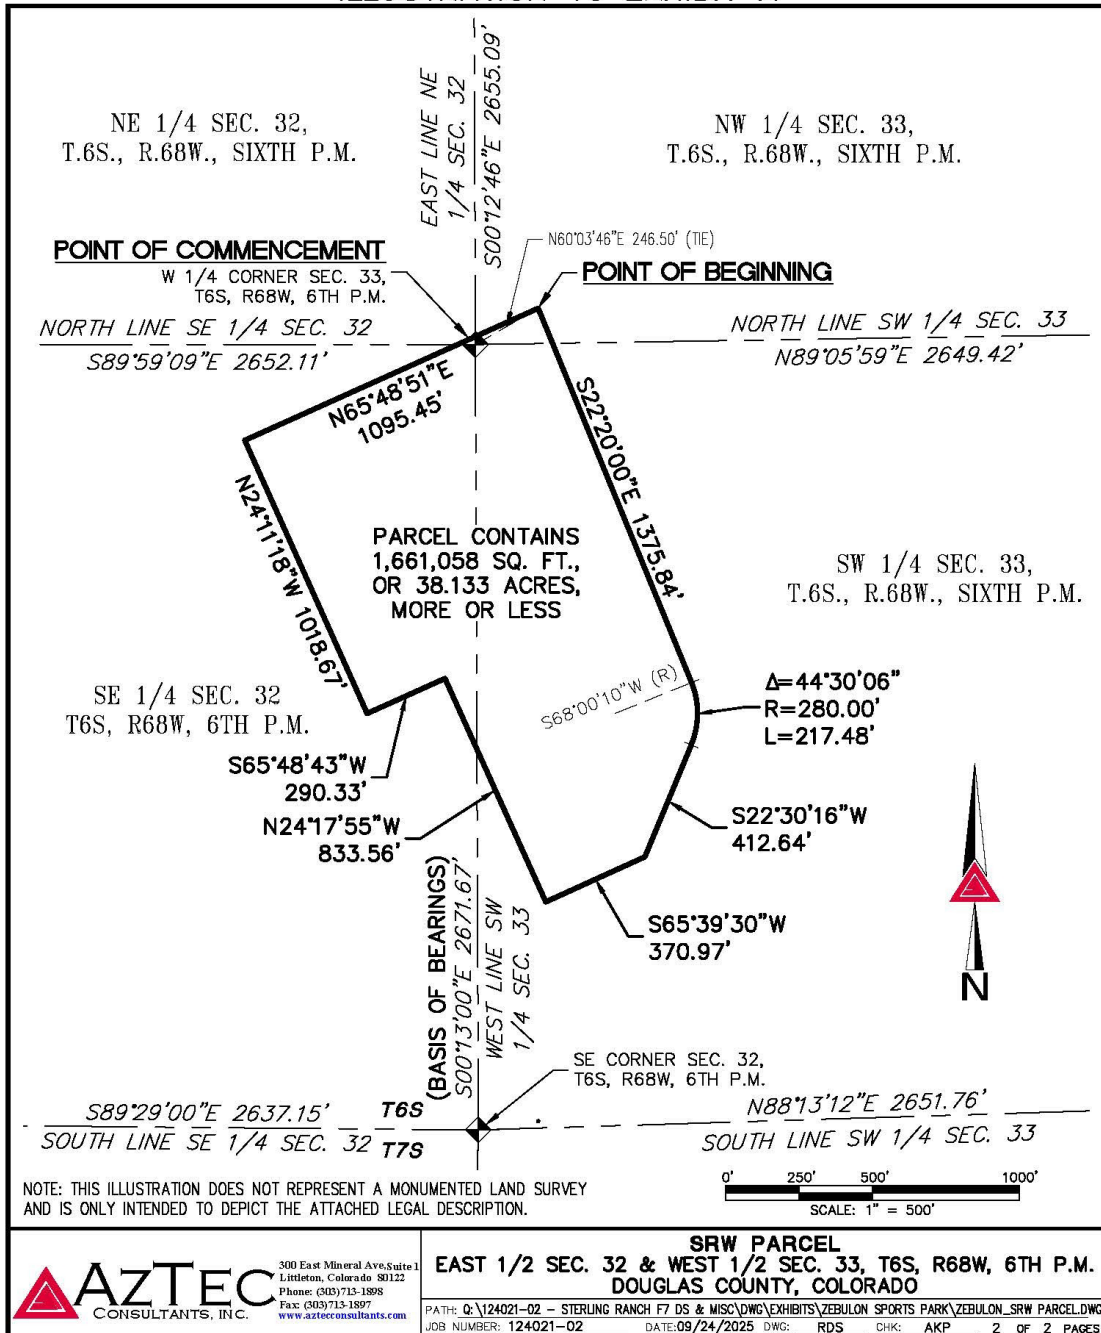 NE 1/4 SEC. 32,
T.6S., R.68W., SIXTH P.M.
EAST LINE NE
1/4 SEC. 32
S00°12'46"E 2655.09'
NW 1/4 SEC. 33,
T.6S., R.68W., SIXTH P.M.
POINT OF COMMENCEMENT
W 1/4 CORNER SEC. 33,
T6S, R68W, 6TH P.M.
N60°03'46"E 246.50' (TIE)
POINT OF BEGINNING
NORTH LINE SE 1/4 SEC. 32
S89°59'09"E 2652.11'
NORTH LINE SW 1/4 SEC. 33
N89°05'59"E 2649.42'
N65°48'51"E
1095.45'
S22°20'00"E 1375.84'
N24°11'18"W 1018.67'
PARCEL CONTAINS
1,661,058 SQ. FT.,
OR 38.133 ACRES,
MORE OR LESS
SW 1/4 SEC. 33,
T.6S., R.68W., SIXTH P.M.
SE 1/4 SEC. 32
T6S, R68W, 6TH P.M.
S68°00'10"W (R)
Δ=44°30'06"
R=280.00'
L=217.48'
S65°48'43"W
290.33'
N24°17'55"W
833.56'
S22°30'16"W
412.64'
S65°39'30"W
370.97'
(BASIS OF BEARINGS)
S00°13'00"E 2671.67'
WEST LINE SW
1/4 SEC. 33
N
SE CORNER SEC. 32,
T6S, R68W, 6TH P.M.
S89°29'00"E 2637.15'
SOUTH LINE SE 1/4 SEC. 32
T6S
T7S
N88°13'12"E 2651.76'
SOUTH LINE SW 1/4 SEC. 33
NOTE: THIS ILLUSTRATION DOES NOT REPRESENT A MONUMENTED LAND SURVEY
AND IS ONLY INTENDED TO DEPICT THE ATTACHED LEGAL DESCRIPTION.
0' 250' 500' 1000'
SCALE: 1" = 500'
AZTEC
CONSULTANTS, INC.
300 East Mineral Ave, Suite 1
Littleton, Colorado 80122
Phone: (303)713-1898
Fax: (303)713-1897
www.aztecconsultants.com
SRW PARCEL
EAST 1/2 SEC. 32 & WEST 1/2 SEC. 33, T6S, R68W, 6TH P.M.
DOUGLAS COUNTY, COLORADO
PATH: Q:\124021-02 - STERLING RANCH F7 DS & MISC\DWG\EXHIBITS\ZEBULON SPORTS PARK\ZEBULON_SRW PARCEL.DWG
JOB NUMBER: 124021-02 DATE:09/24/2025 DWG: RDS CHK: AKP 2 OF 2 PAGES